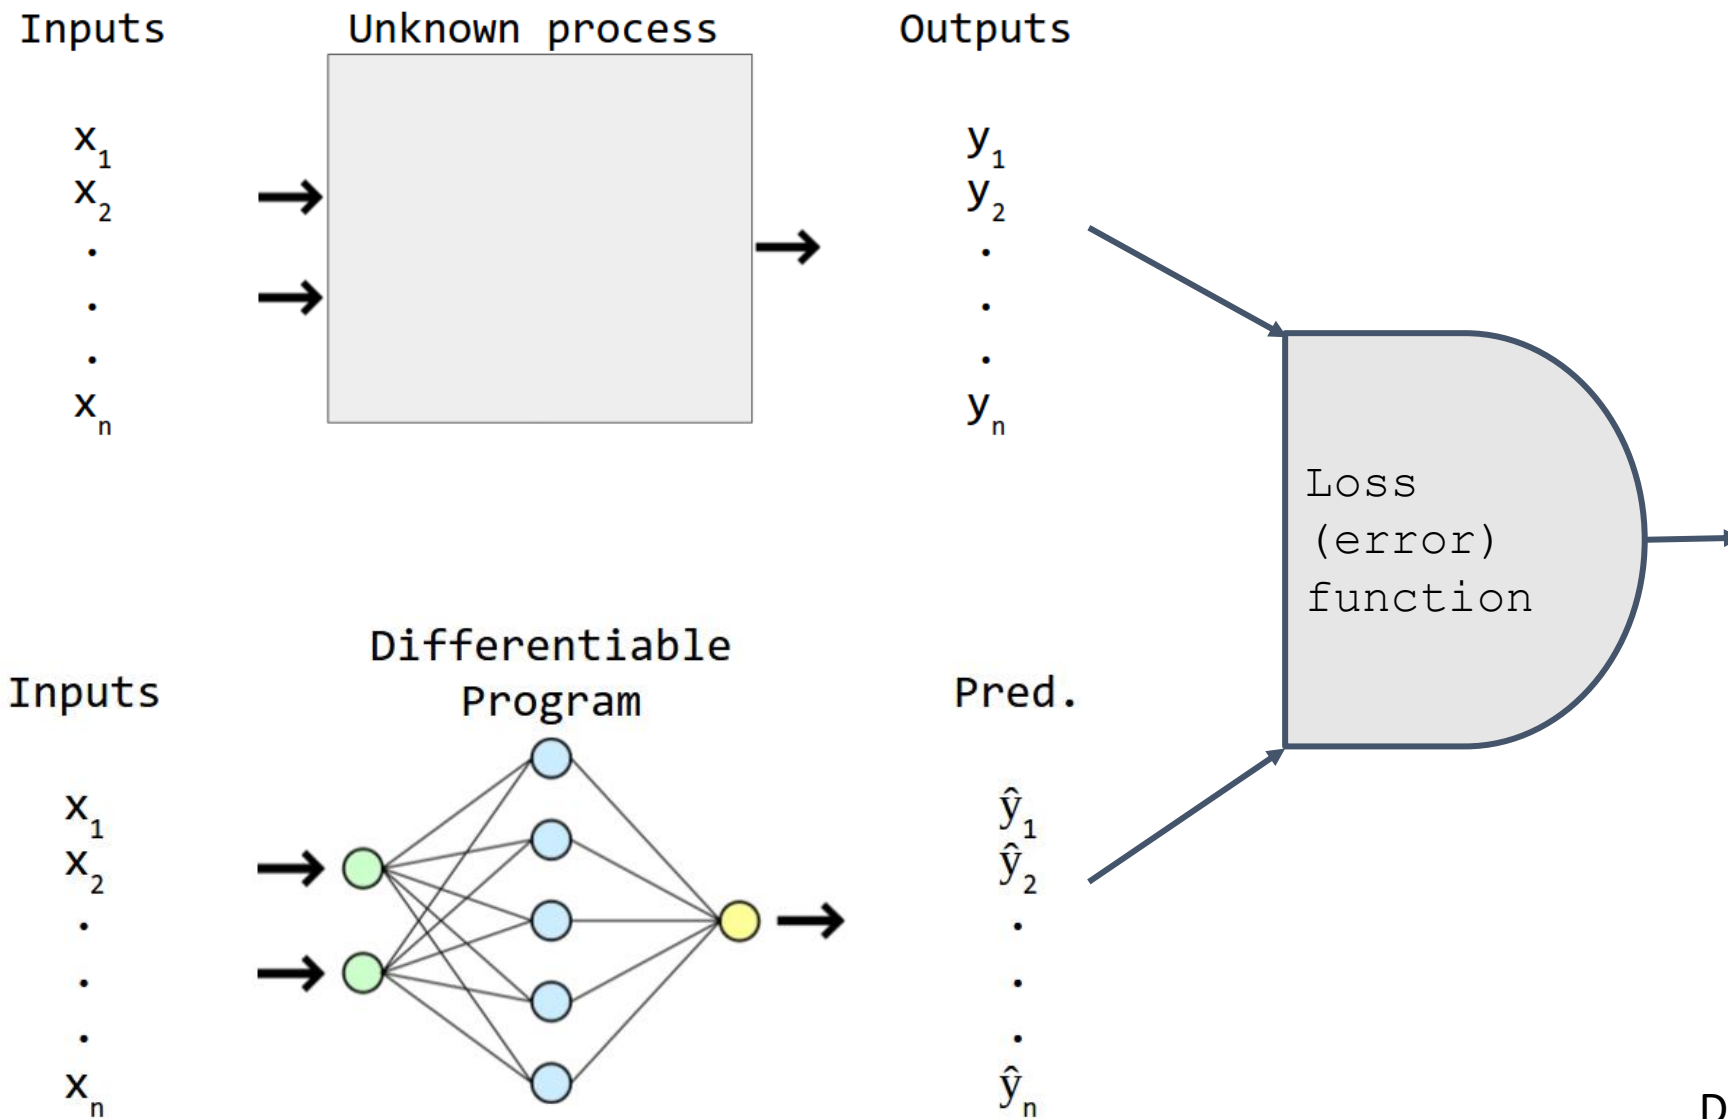 Inputs
Unknown process
Outputs
x1
x2
.
.
.
xn
y1
y2
.
.
.
yn
Loss
(error)
function
Inputs
Differentiable
Program
Pred.
x1
x2
.
.
.
xn
ŷ1
ŷ2
.
.
.
ŷn
D